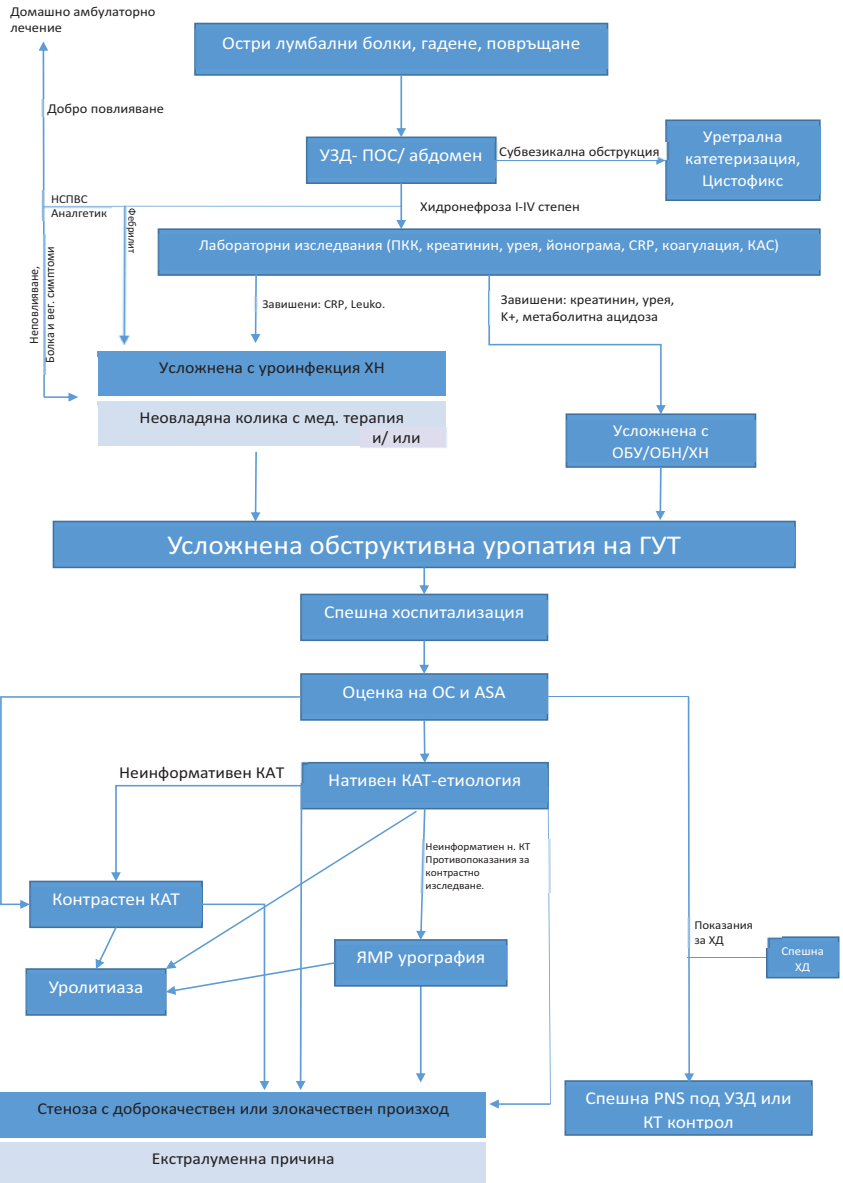 Домашно амбулаторно
лечение
Остри лумбални болки, гадене, повръщане
Добро повлияване
УЗД- ПОС/ абдомен
Субвезикална обструкция
Уретрална
катетеризация,
Цистофикс
НСПВС
Аналгетик
Фебрилит
Хидронефроза I-IV степен
Лабораторни изследвания (ПКК, креатинин, урея, йонограма, CRP, коагулация, КАС)
Неповлияване,
Болка и вег. симптоми
Завишени: CRP, Leuko.
Завишени: креатинин, урея,
K+, метаболитна ацидоза
Усложнена с уроинфекция ХН
Неовладяна колика с мед. терапия
и/ или
Усложнена с
ОБУ/ОБН/ХН
Усложнена обструктивна уропатия на ГУТ
Спешна хоспитализация
Оценка на ОС и ASA
Неинформативен КАТ
Нативен КАТ-етиология
Неинформатиен н. КТ
Противопоказания за
контрастно
изследване.
Контрастен КАТ
Показания
за ХД
Спешна
ХД
ЯМР урография
Уролитиаза
Стеноза с доброкачествен или злокачествен произход
Екстралуменна причина
Спешна PNS под УЗД или
КТ контрол